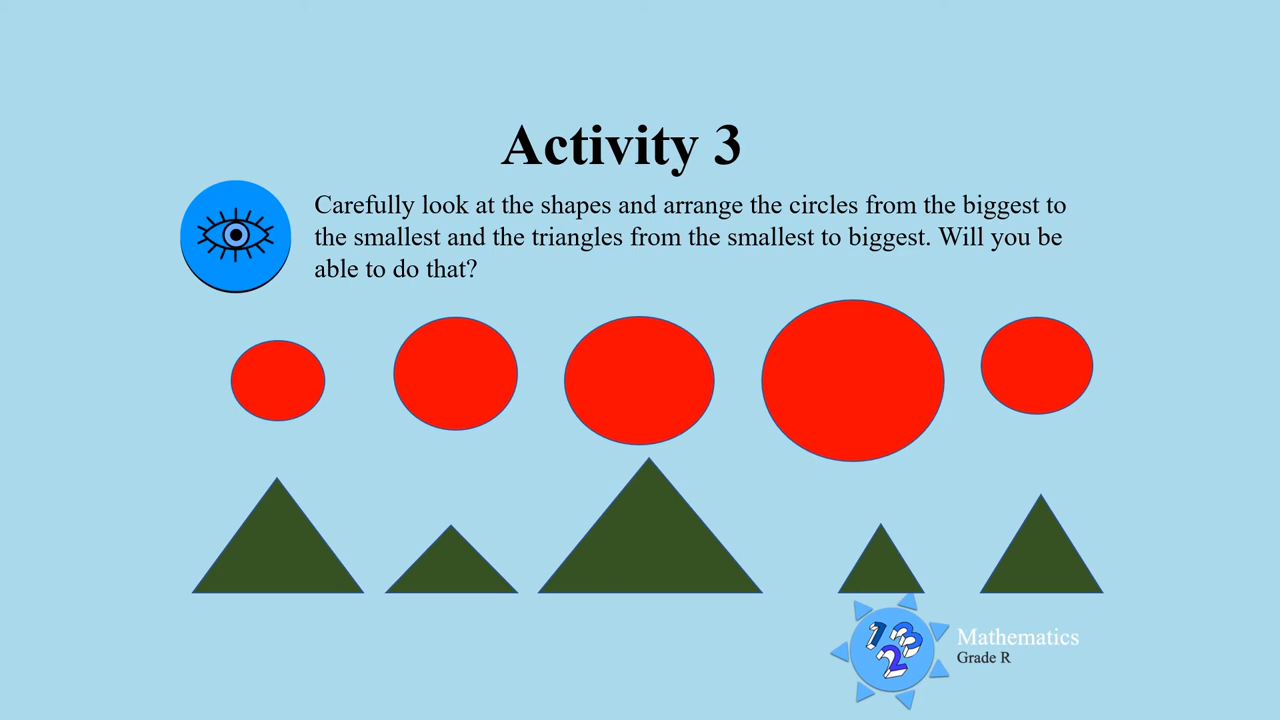 Activity 3
Carefully look at the shapes and arrange the circles from the biggest to
the smallest and the triangles from the smallest to biggest. Will you be
able to do that?
123
Mathematics
Grade R